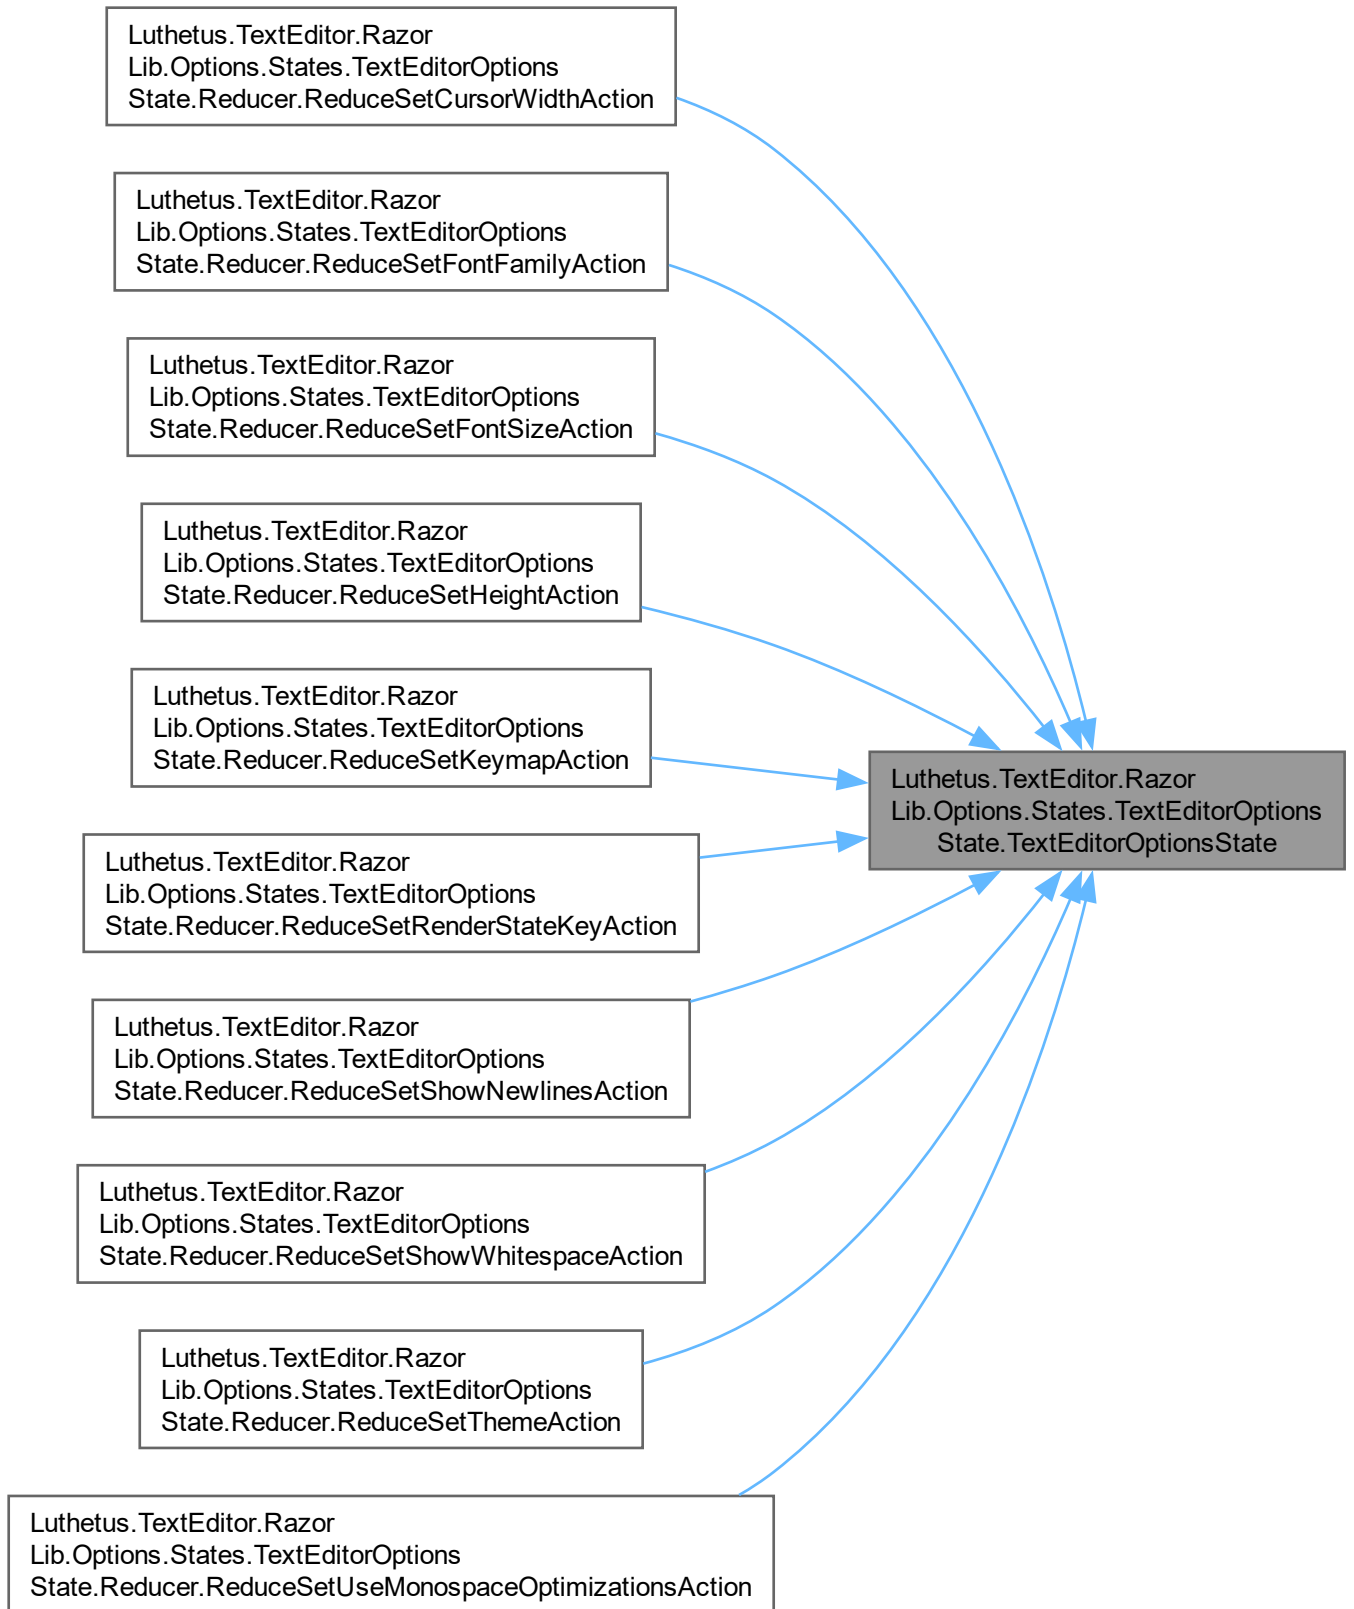 Luthetus.TextEditor.Razor
Lib.Options.States.TextEditorOptions
State.Reducer.ReduceSetCursorWidthAction
Luthetus.TextEditor.Razor
Lib.Options.States.TextEditorOptions
State.Reducer.ReduceSetFontFamilyAction
Luthetus.TextEditor.Razor
Lib.Options.States.TextEditorOptions
State.Reducer.ReduceSetFontSizeAction
Luthetus.TextEditor.Razor
Lib.Options.States.TextEditorOptions
State.Reducer.ReduceSetHeightAction
Luthetus.TextEditor.Razor
Lib.Options.States.TextEditorOptions
State.Reducer.ReduceSetKeymapAction
Luthetus.TextEditor.Razor
Lib.Options.States.TextEditorOptions
State.TextEditorOptionsState
Luthetus.TextEditor.Razor
Lib.Options.States.TextEditorOptions
State.Reducer.ReduceSetRenderStateKeyAction
Luthetus.TextEditor.Razor
Lib.Options.States.TextEditorOptions
State.Reducer.ReduceSetShowNewlinesAction
Luthetus.TextEditor.Razor
Lib.Options.States.TextEditorOptions
State.Reducer.ReduceSetShowWhitespaceAction
Luthetus.TextEditor.Razor
Lib.Options.States.TextEditorOptions
State.Reducer.ReduceSetThemeAction
Luthetus.TextEditor.Razor
Lib.Options.States.TextEditorOptions
State.Reducer.ReduceSetUseMonospaceOptimizationsAction